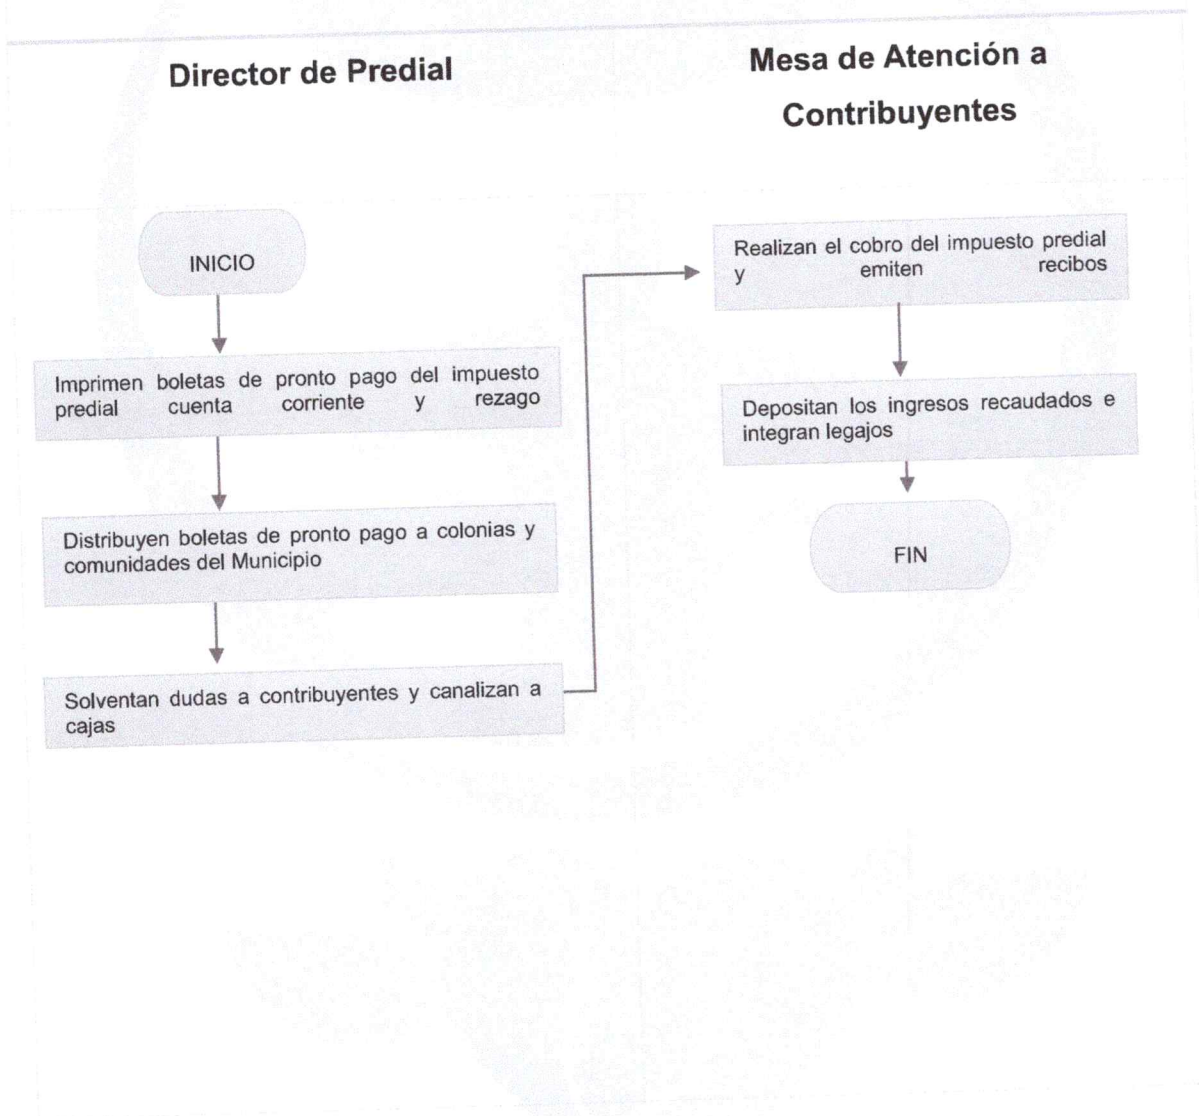 Director de Predial
Mesa de Atención a
Contribuyentes
INICIO
Imprimen boletas de pronto pago del impuesto
predial cuenta corriente y rezago
Distribuyen boletas de pronto pago a colonias y
comunidades del Municipio
Solventan dudas a contribuyentes y canalizan a
cajas
Realizan el cobro del impuesto predial
y emiten recibos
Depositan los ingresos recaudados e
integran legajos
FIN